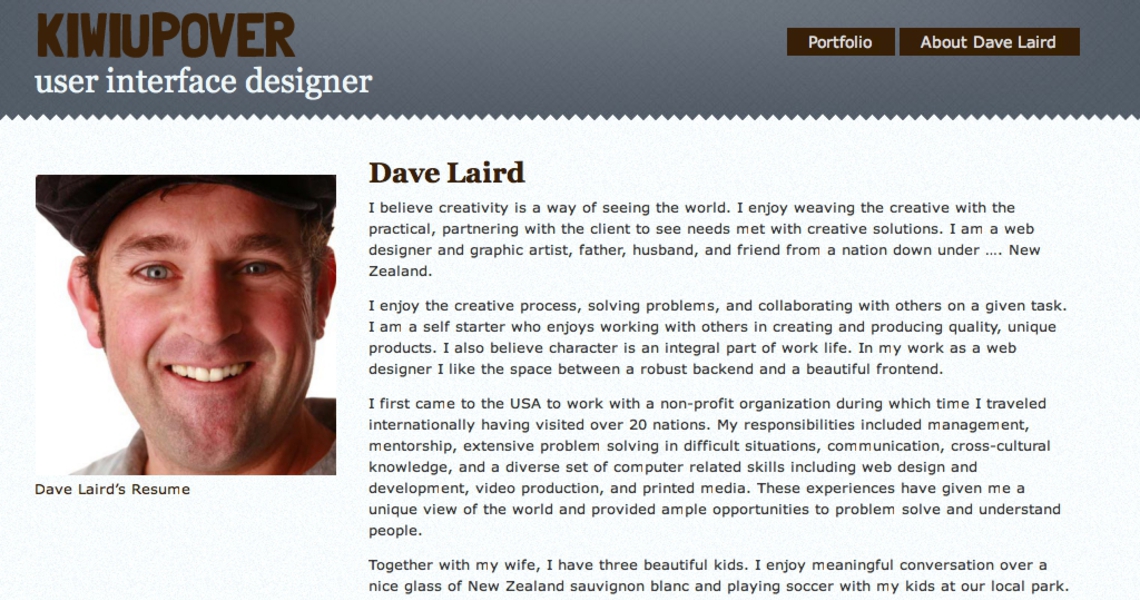 KIWIUPOVER
user interface designer
Portfolio
About Dave Laird
Dave Laird
I believe creativity is a way of seeing the world. I enjoy weaving the creative with the
practical, partnering with the client to see needs met with creative solutions. I am a web
designer and graphic artist, father, husband, and friend from a nation down under .... New
Zealand.
I enjoy the creative process, solving problems, and collaborating with others on a given task.
I am a self starter who enjoys working with others in creating and producing quality, unique
products. I also believe character is an integral part of work life. In my work as a web
designer I like the space between a robust backend and a beautiful frontend.
I first came to the USA to work with a non-profit organization during which time I traveled
internationally having visited over 20 nations. My responsibilities included management,
mentorship, extensive problem solving in difficult situations, communication, cross-cultural
knowledge, and a diverse set of computer related skills including web design and
development, video production, and printed media. These experiences have given me a
unique view of the world and provided ample opportunities to problem solve and understand
people.
Together with my wife, I have three beautiful kids. I enjoy meaningful conversation over a
nice glass of New Zealand sauvignon blanc and playing soccer with my kids at our local park.
Dave Laird's Resume